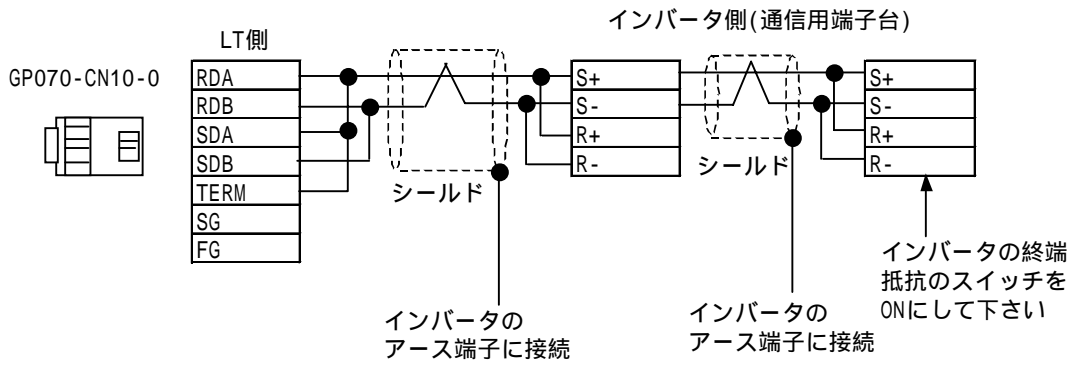 インバータ側(通信用端子台)
LT側
GP070-CN10-0
RDA
RDB
SDA
SDB
TERM
SG
FG
S+
S-
R+
R-
S+
S-
R+
R-
シールド
シールド
インバータの
アース端子に接続
インバータの
アース端子に接続
インバータの終端
抵抗のスイッチを
ONにして下さい